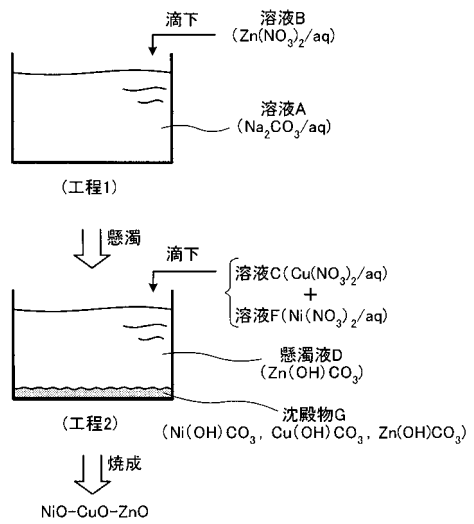 滴下
溶液B
(Zn(NO₃)₂/aq)
溶液A
(Na₂CO₃/aq)
(工程1)
懸濁
滴下
溶液C(Cu(NO₃)₂/aq)
+
溶液F(Ni(NO₃)₂/aq)
懸濁液D
(Zn(OH)CO₃)
沈殿物G
(Ni(OH)CO₃, Cu(OH)CO₃, Zn(OH)CO₃)
(工程2)
焼成
NiO-CuO-ZnO